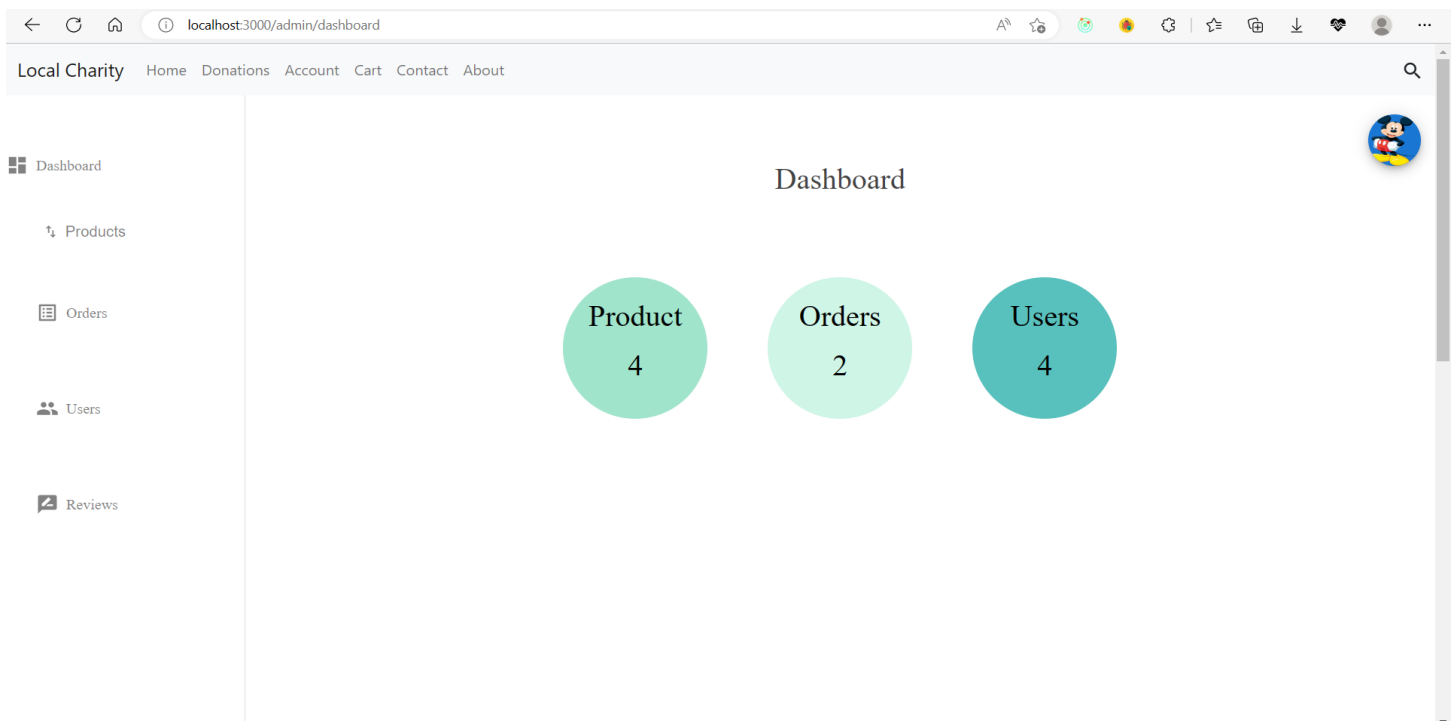 localhost:3000/admin/dashboard
Local Charity Home Donations Account Cart Contact About
Dashboard
Products
Orders
Users
Reviews
Dashboard
Product
4
Orders
2
Users
4